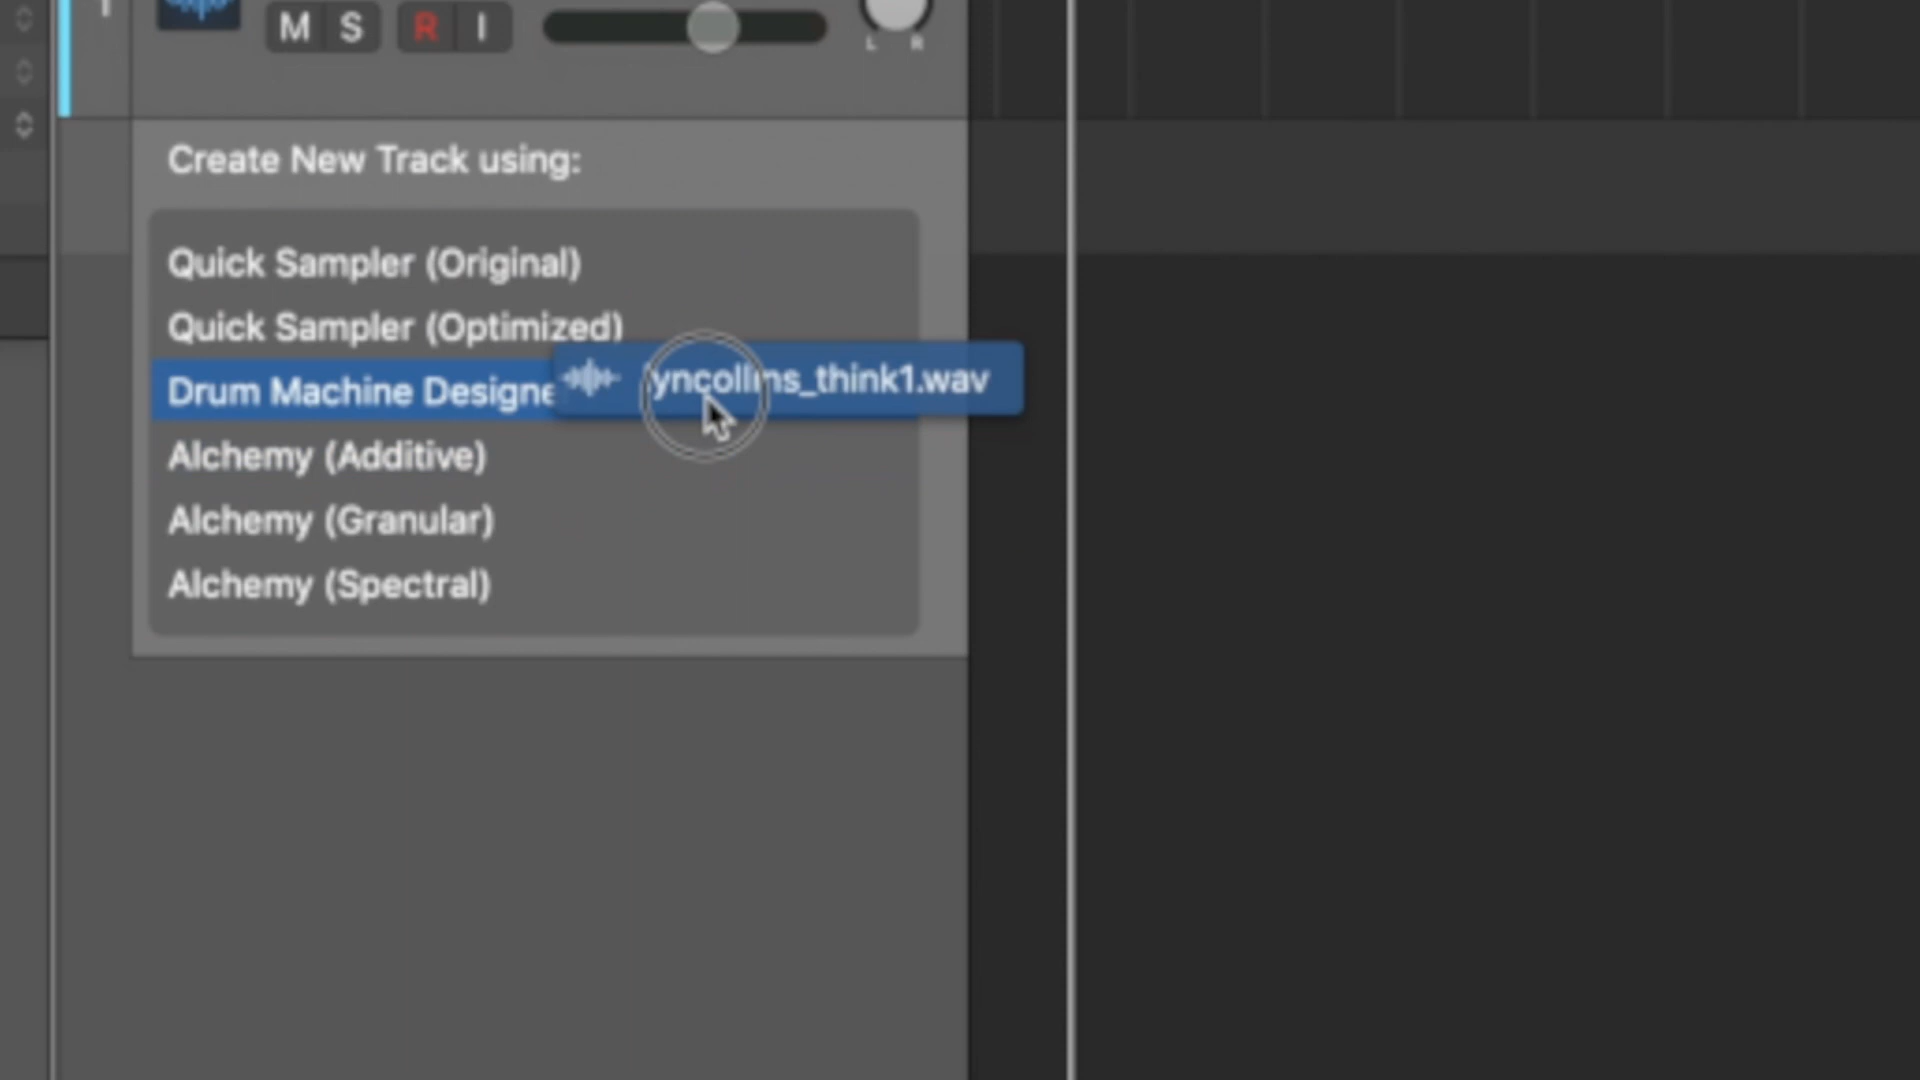 1
M S R I
L R
Create New Track using:
Quick Sampler (Original)
Quick Sampler (Optimized)
Drum Machine Designe
yncollins_think1.wav
Alchemy (Additive)
Alchemy (Granular)
Alchemy (Spectral)